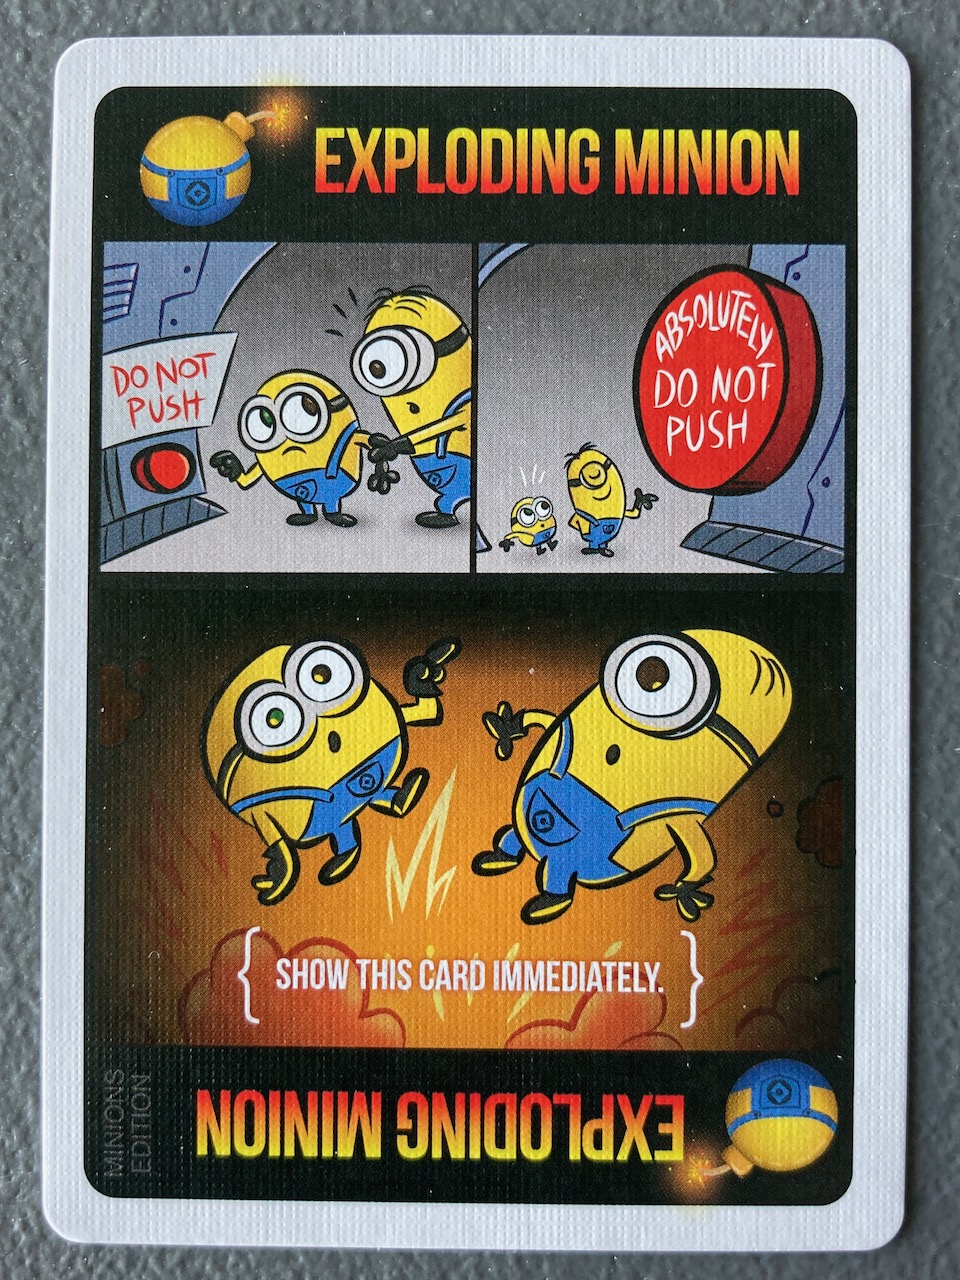 EXPLODING MINION
DO NOT
PUSH
ABSOLUTELY
DO NOT
PUSH
{ SHOW THIS CARD IMMEDIATELY. }
MINIONS
EDITION
EXPLODING MINION